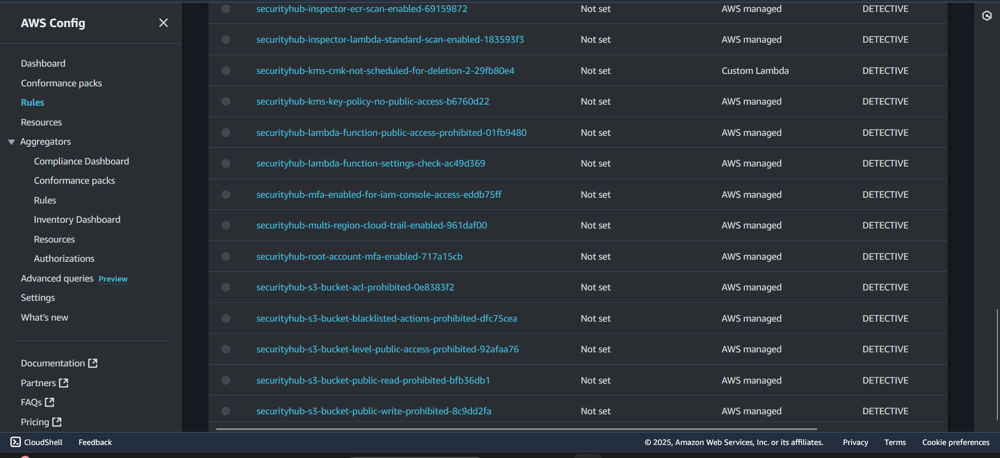 AWS Config
Dashboard
Conformance packs
Rules
Resources
Aggregators
Compliance Dashboard
Conformance packs
Rules
Inventory Dashboard
Resources
Authorizations
Advanced queries Preview
Settings
What's new
Documentation
Partners
FAQs
Pricing
securityhub-inspector-ecr-scan-enabled-69159872 Not set AWS managed DETECTIVE
securityhub-inspector-lambda-standard-scan-enabled-183593f3 Not set AWS managed DETECTIVE
securityhub-kms-cmk-not-scheduled-for-deletion-2-29fb80e4 Not set Custom Lambda DETECTIVE
securityhub-kms-key-policy-no-public-access-b6760d22 Not set AWS managed DETECTIVE
securityhub-lambda-function-public-access-prohibited-01fb9480 Not set AWS managed DETECTIVE
securityhub-lambda-function-settings-check-ac49d369 Not set AWS managed DETECTIVE
securityhub-mfa-enabled-for-iam-console-access-eddb75ff Not set AWS managed DETECTIVE
securityhub-multi-region-cloud-trail-enabled-961daf00 Not set AWS managed DETECTIVE
securityhub-root-account-mfa-enabled-717a15cb Not set AWS managed DETECTIVE
securityhub-s3-bucket-acl-prohibited-0e8383f2 Not set AWS managed DETECTIVE
securityhub-s3-bucket-blacklisted-actions-prohibited-dfc75cea Not set AWS managed DETECTIVE
securityhub-s3-bucket-level-public-access-prohibited-92afaa76 Not set AWS managed DETECTIVE
securityhub-s3-bucket-public-read-prohibited-bfb36db1 Not set AWS managed DETECTIVE
securityhub-s3-bucket-public-write-prohibited-8c9dd2fa Not set AWS managed DETECTIVE
CloudShell Feedback © 2025, Amazon Web Services, Inc. or its affiliates. Privacy Terms Cookie preferences